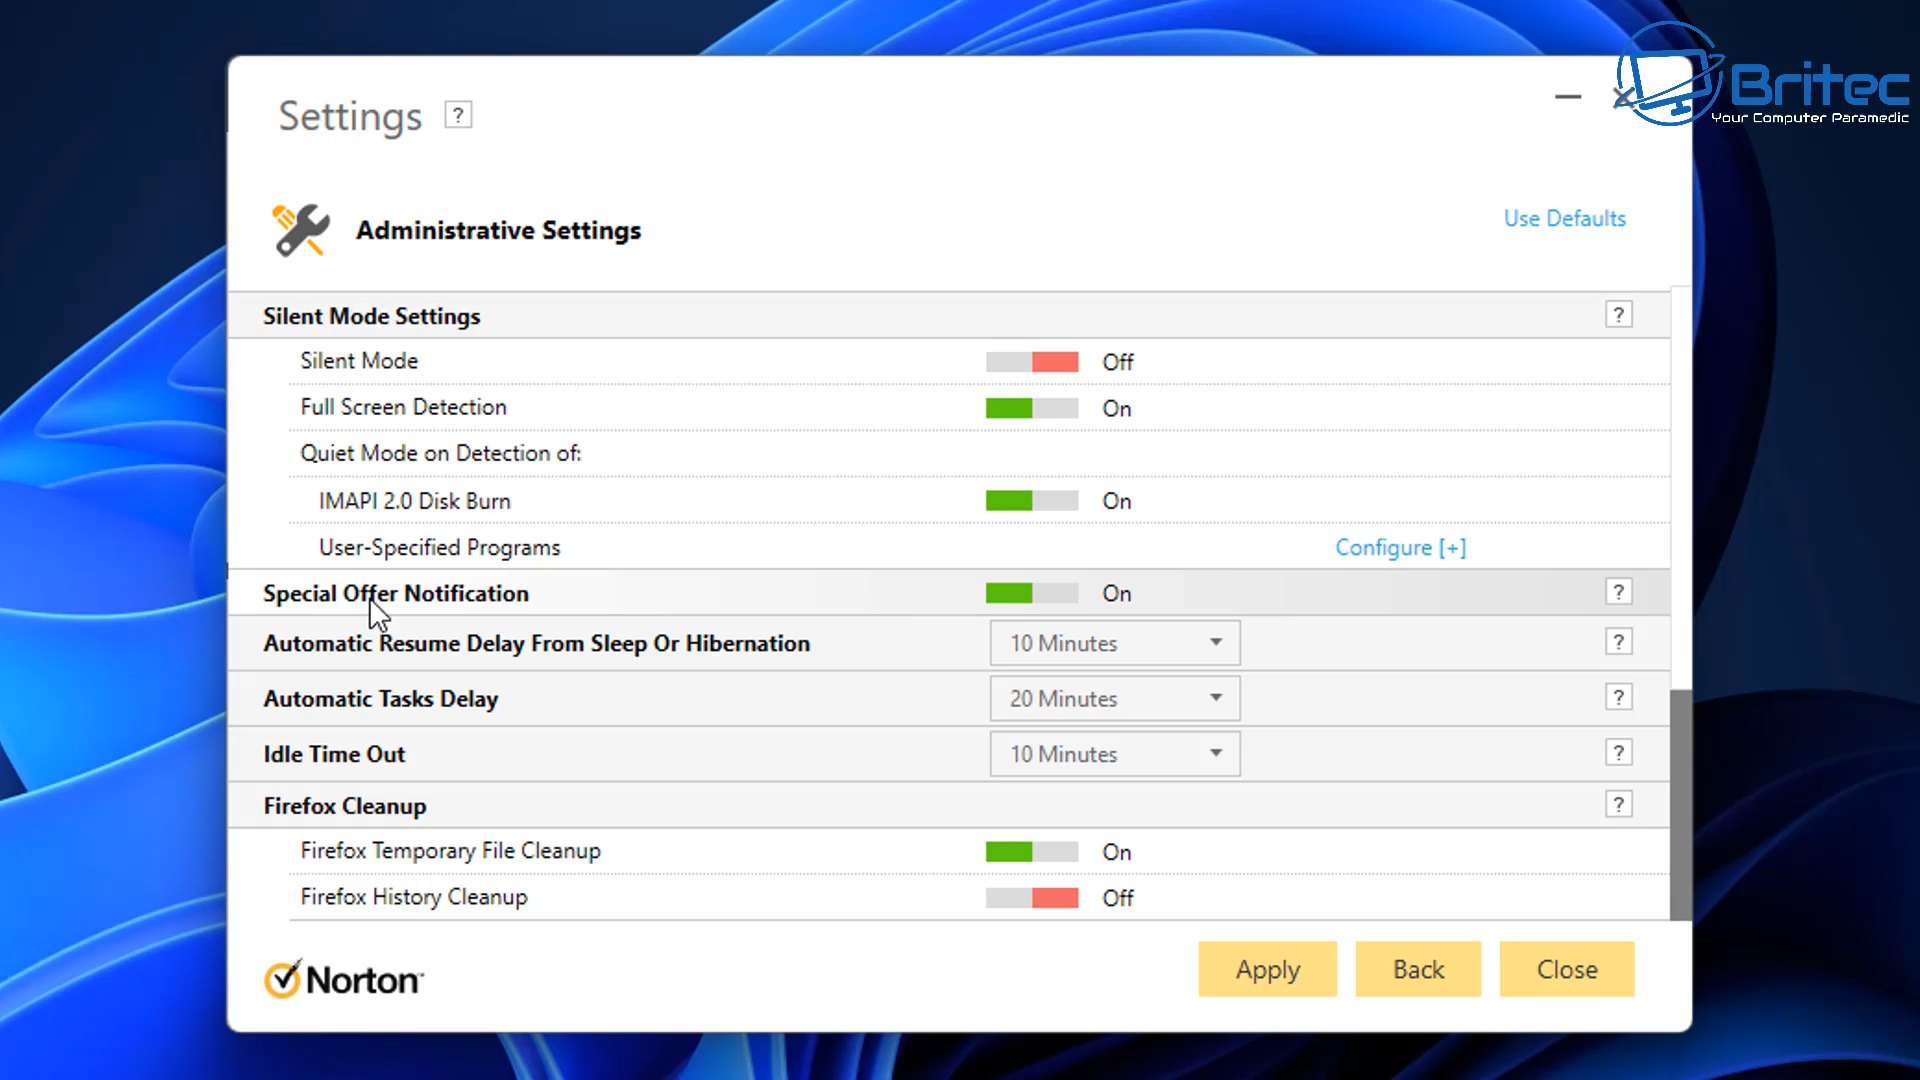 Britec
Your Computer Paramedic
Settings ?
Administrative Settings
Use Defaults
Silent Mode Settings ?
Silent Mode Off
Full Screen Detection On
Quiet Mode on Detection of:
IMAPI 2.0 Disk Burn On
User-Specified Programs Configure [+]
Special Offer Notification On ?
Automatic Resume Delay From Sleep Or Hibernation 10 Minutes ?
Automatic Tasks Delay 20 Minutes ?
Idle Time Out 10 Minutes ?
Firefox Cleanup ?
Firefox Temporary File Cleanup On
Firefox History Cleanup Off
Norton
Apply Back Close